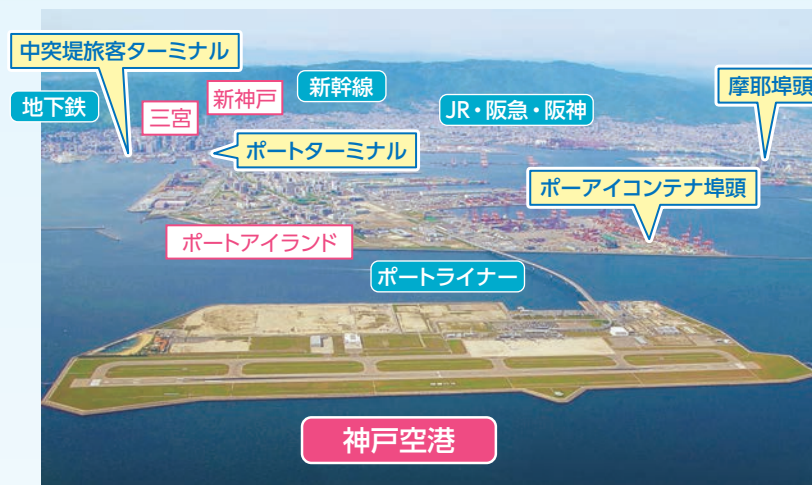 中突堤旅客ターミナル
地下鉄
三宮
新神戸
新幹線
JR・阪急・阪神
摩耶埠頭
ポートターミナル
ポーアイコンテナ埠頭
ポートアイランド
ポートライナー
神戸空港